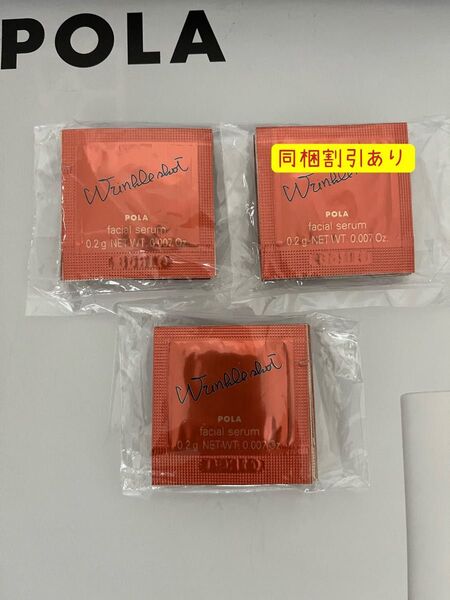 POLA
Wrinkle shot
POLA
facial serum
0.2 g NET WT. 0.007 Oz.
同梱割引あり
Wrinkle
POLA
facial serum
0.2 g NET WT. 0.007 Oz.
Wrinkle shot
POLA
facial serum
0.2 g NET WT. 0.007 Oz.